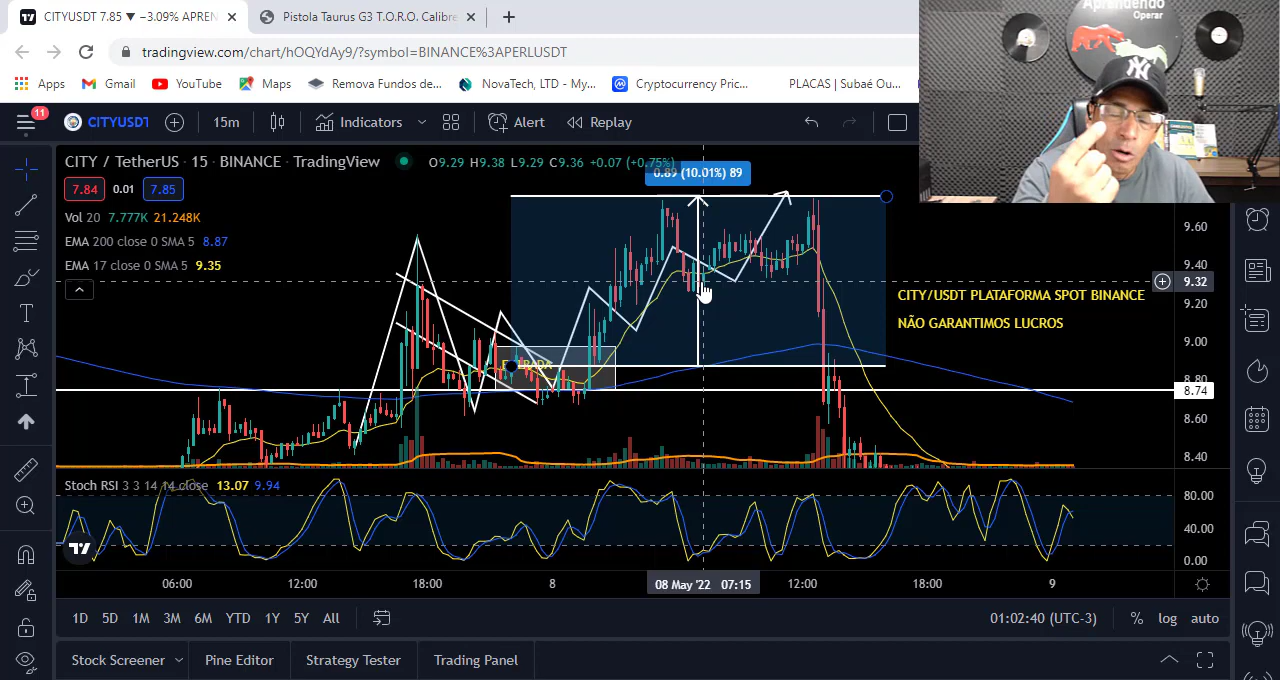 CITYUSDT 7.85 ▼ −3.09% APREN
Pistola Taurus G3 T.O.R.O. Calibre
tradingview.com/chart/hOQYdAy9/?symbol=BINANCE%3APERLUSDT
Apps Gmail YouTube Maps Remova Fundos de... NovaTech, LTD - My... Cryptocurrency Pric... PLACAS | Subaé Ou...
Aprendendo
Operar
NY
11
CITYUSDT 15m Indicators Alert Replay
CITY / TetherUS · 15 · BINANCE · TradingView O9.29 H9.38 L9.29 C9.36 +0.07 (+0.75%)
0.89 (10.01%) 89
7.84 0.01 7.85
Vol 20 7.777K 21.248K
EMA 200 close 0 SMA 5 8.87
EMA 17 close 0 SMA 5 9.35
ENTRADA
CITY/USDT PLATAFORMA SPOT BINANCE
NÃO GARANTIMOS LUCROS
9.60
9.40
9.32
9.20
9.00
8.80
8.74
8.60
8.40
Stoch RSI 3 3 14 14 close 13.07 9.94
80.00
40.00
0.00
06:00 12:00 18:00 8 08 May '22 07:15 12:00 18:00 9
1D 5D 1M 3M 6M YTD 1Y 5Y All 01:02:40 (UTC-3) % log auto
Stock Screener Pine Editor Strategy Tester Trading Panel